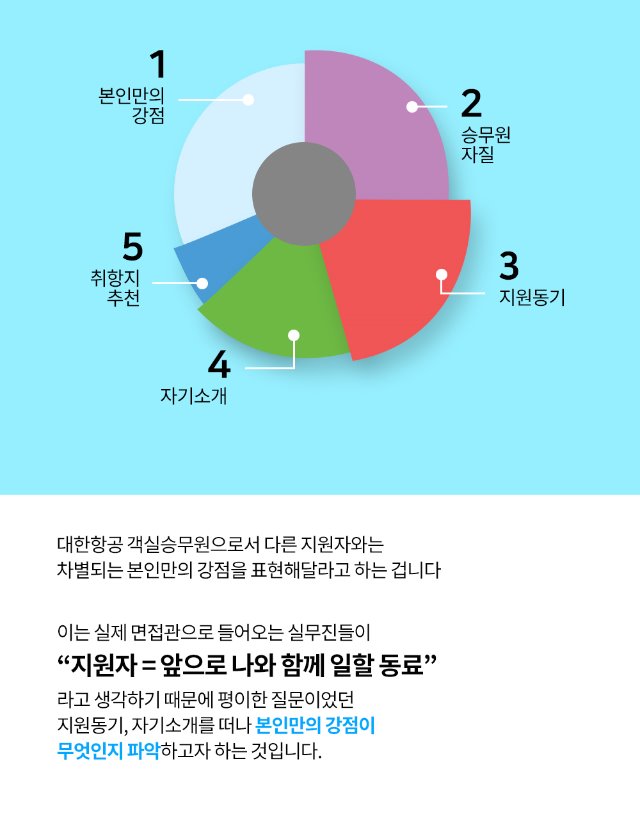 1
본인만의
강점
2
승무원
자질
3
지원동기
4
자기소개
5
취항지
추천
대한항공 객실승무원으로서 다른 지원자와는
차별되는 본인만의 강점을 표현해달라고 하는 겁니다
이는 실제 면접관으로 들어오는 실무진들이
“지원자 = 앞으로 나와 함께 일할 동료”
라고 생각하기 때문에 평이한 질문이었던
지원동기, 자기소개를 떠나 본인만의 강점이
무엇인지 파악하고자 하는 것입니다.